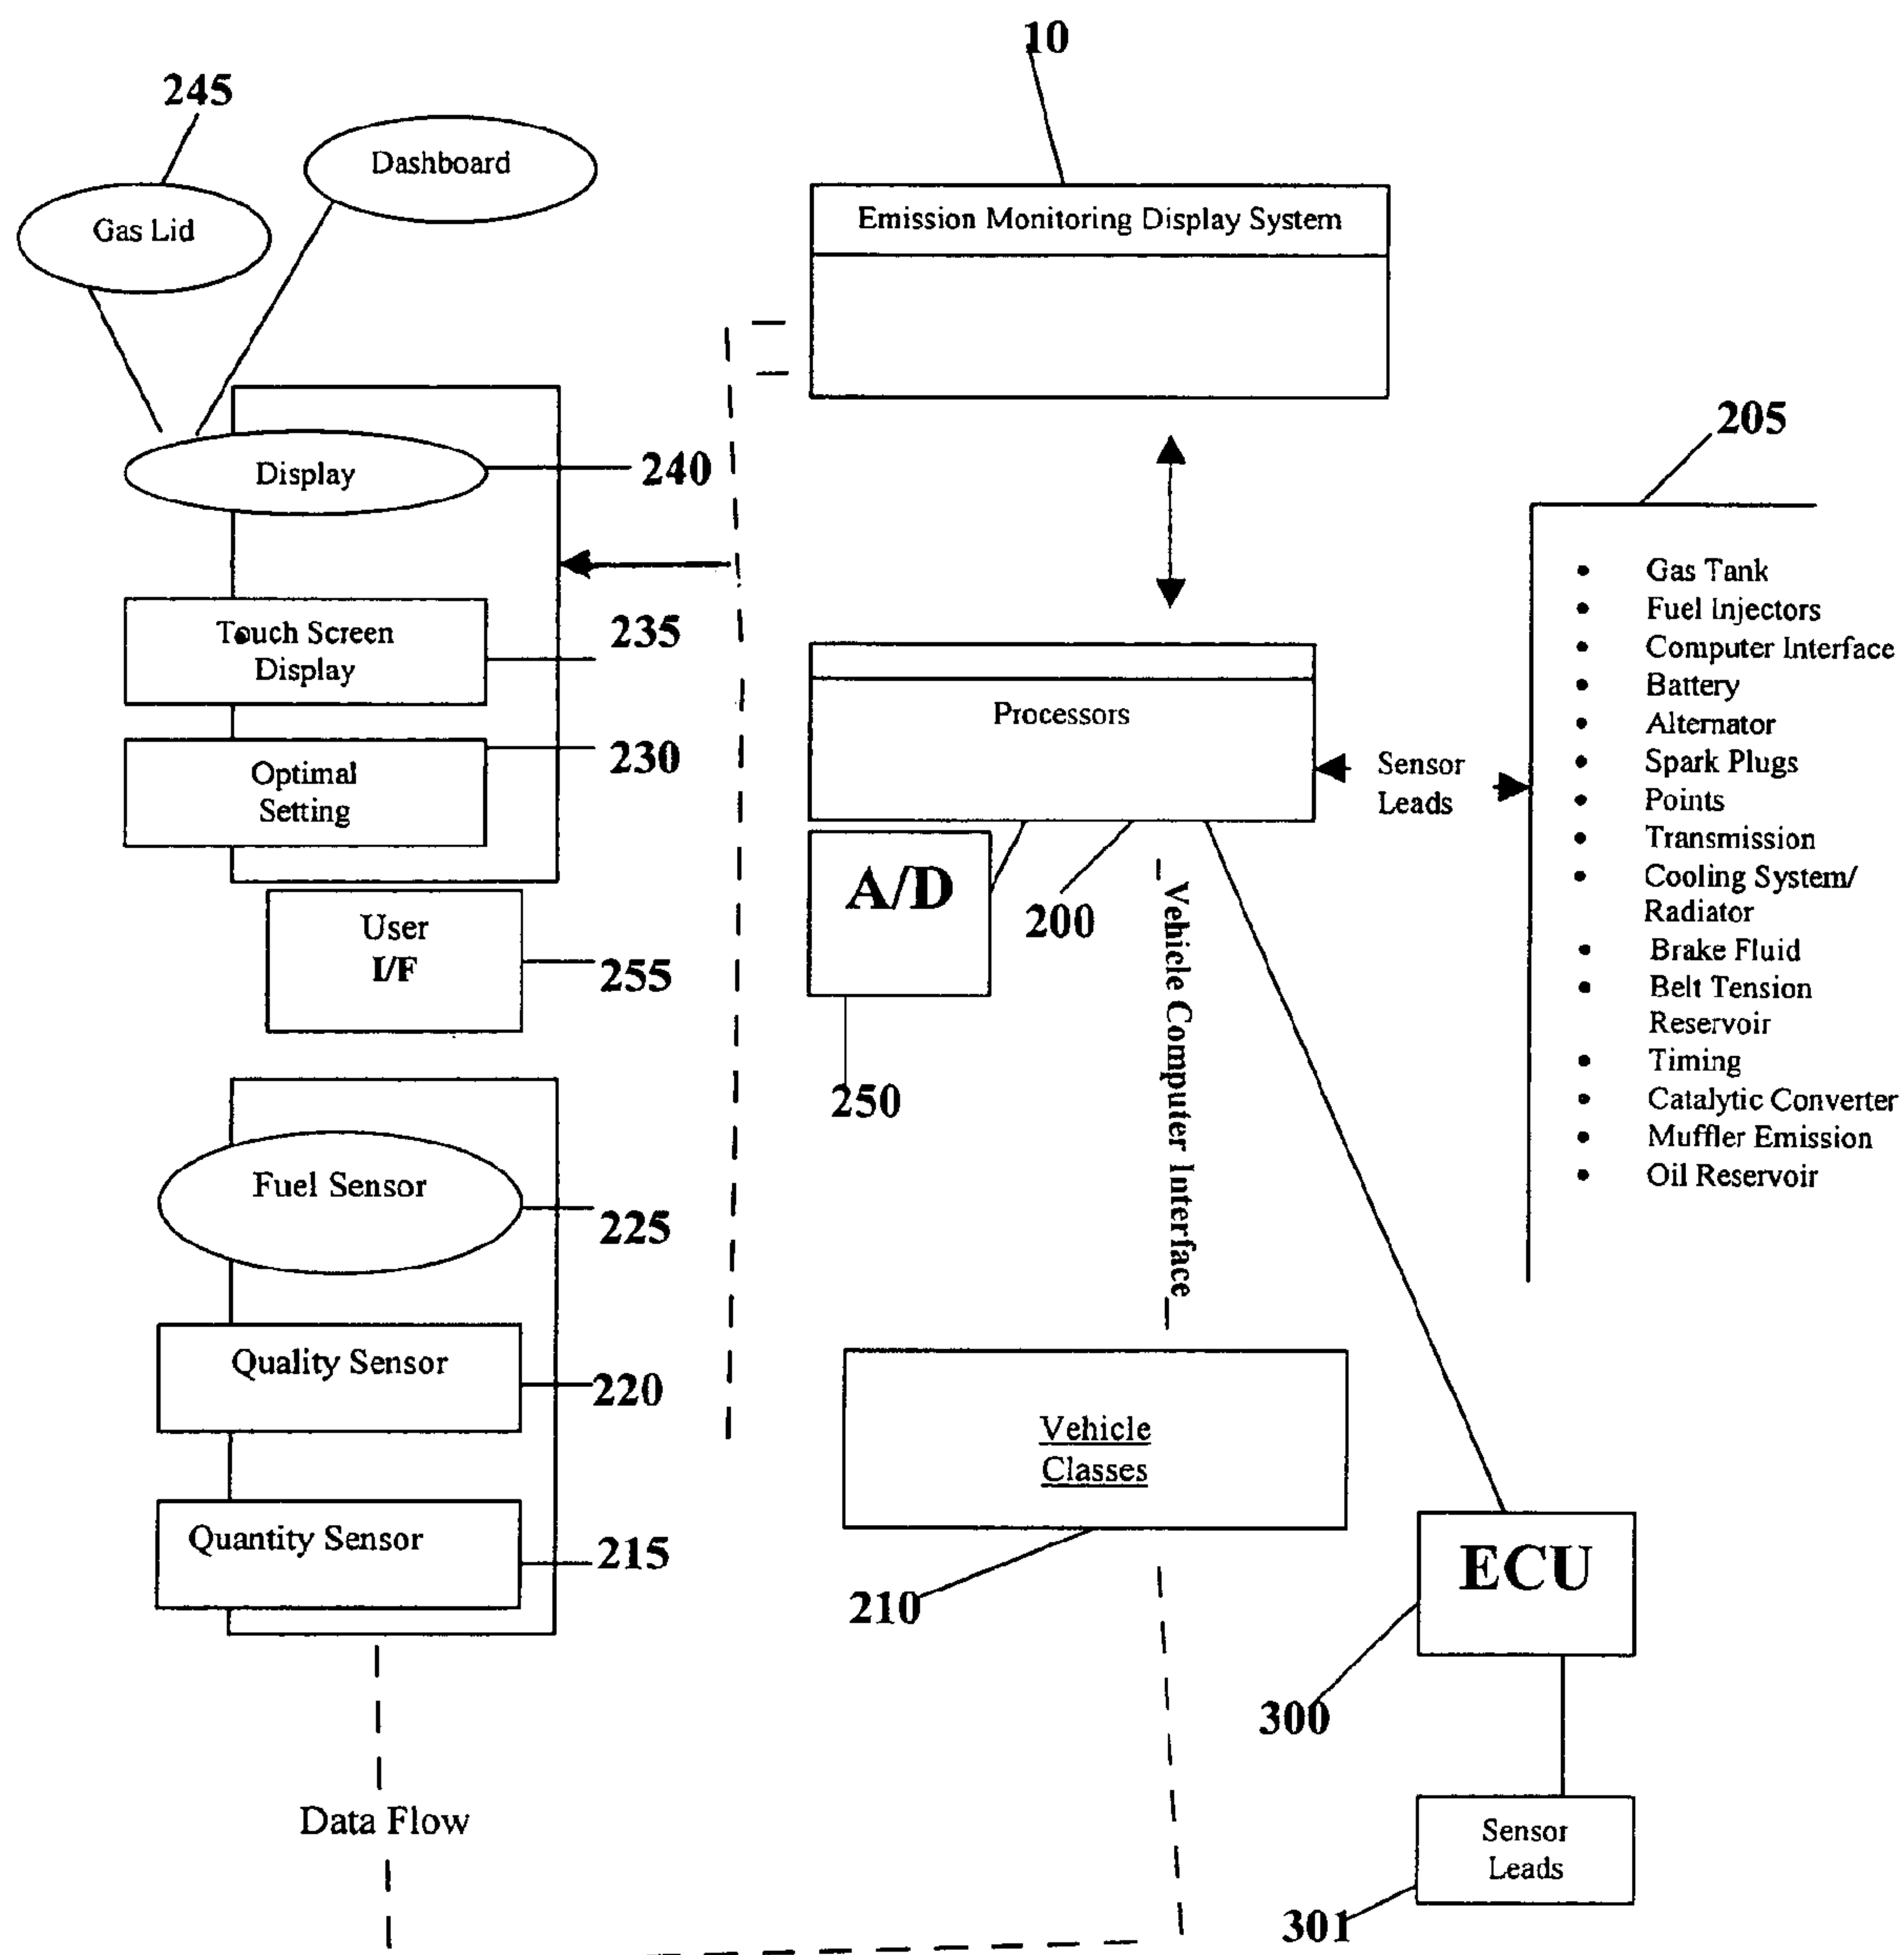 10
245
Dashboard
Gas Lid
Emission Monitoring Display System
Display
240
205
Touch Screen
Display
235
Optimal
Setting
230
Processors
Sensor
Leads
• Gas Tank
• Fuel Injectors
• Computer Interface
• Battery
• Alternator
• Spark Plugs
• Points
• Transmission
• Cooling System/
Radiator
• Brake Fluid
• Belt Tension
Reservoir
• Timing
• Catalytic Converter
• Muffler Emission
• Oil Reservoir
A/D
200
250
Vehicle Computer Interface
User
I/F
255
Fuel Sensor
225
Quality Sensor
220
Quantity Sensor
215
Vehicle
Classes
210
ECU
300
Data Flow
Sensor
Leads
301